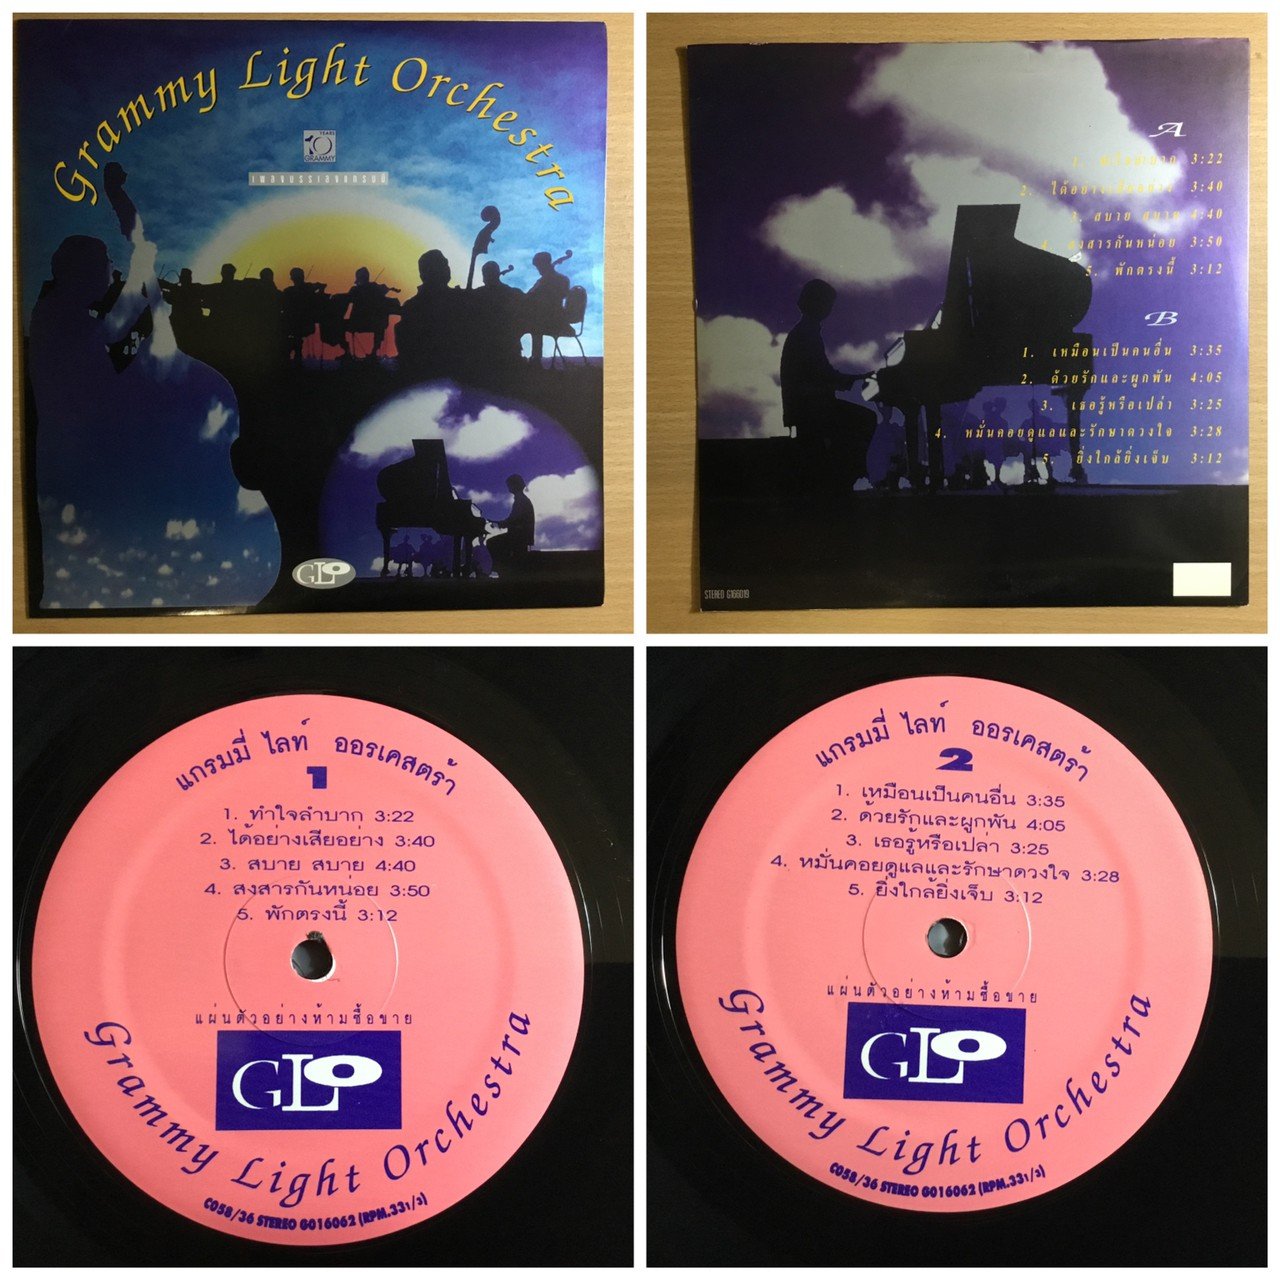 Grammy Light Orchestra
10 YEARS GRAMMY
เพลงบรรเลงแกรมมี่
GLO
A
1. ทำใจลำบาก 3:22
2. ได้อย่างเสียอย่าง 3:40
3. สบาย สบาย 4:40
4. สงสารกันหน่อย 3:50
5. พักตรงนี้ 3:12
B
1. เหมือนเป็นคนอื่น 3:35
2. ด้วยรักและผูกพัน 4:05
3. เธอรู้หรือเปล่า 3:25
4. หมั่นคอยดูแลและรักษาดวงใจ 3:28
5. ยิ่งใกล้ยิ่งเจ็บ 3:12
STEREO G166019
แกรมมี่ ไลท์ ออรเคสตร้า
1
1. ทำใจลำบาก 3:22
2. ได้อย่างเสียอย่าง 3:40
3. สบาย สบาย 4:40
4. สงสารกันหน่อย 3:50
5. พักตรงนี้ 3:12
แผ่นตัวอย่างห้ามซื้อขาย
GLO
Grammy Light Orchestra
C058/36 STEREO G016062 (RPM.33 1/3)
แกรมมี่ ไลท์ ออรเคสตร้า
2
1. เหมือนเป็นคนอื่น 3:35
2. ด้วยรักและผูกพัน 4:05
3. เธอรู้หรือเปล่า 3:25
4. หมั่นคอยดูแลและรักษาดวงใจ 3:28
5. ยิ่งใกล้ยิ่งเจ็บ 3:12
แผ่นตัวอย่างห้ามซื้อขาย
GLO
Grammy Light Orchestra
C058/36 STEREO G016062 (RPM.33 1/3)